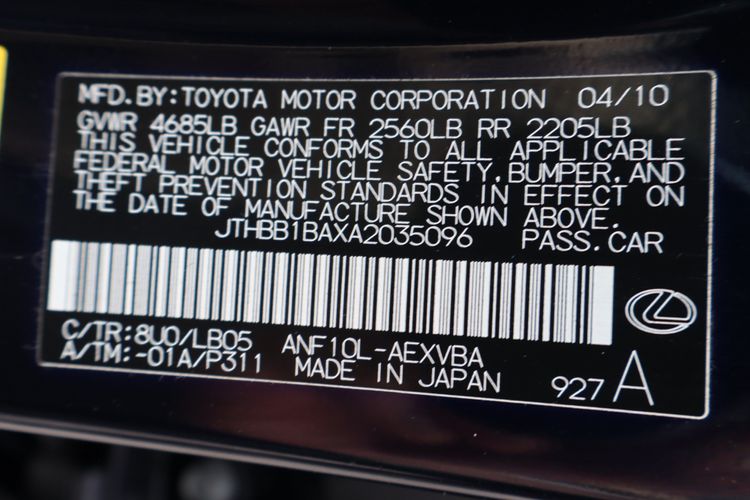 MFD.BY:TOYOTA MOTOR CORPORATION 04/10
GVWR 4685LB GAWR FR 2560LB RR 2205LB
THIS VEHICLE CONFORMS TO ALL APPLICABLE
FEDERAL MOTOR VEHICLE SAFETY,BUMPER,AND
THEFT PREVENTION STANDARDS IN EFFECT ON
THE DATE OF MANUFACTURE SHOWN ABOVE.
JTHBB1BAXA2035096 PASS.CAR
C/TR:8U0/LB05 ANF10L-AEXVBA
A/TM:-01A/P311 MADE IN JAPAN 927 A